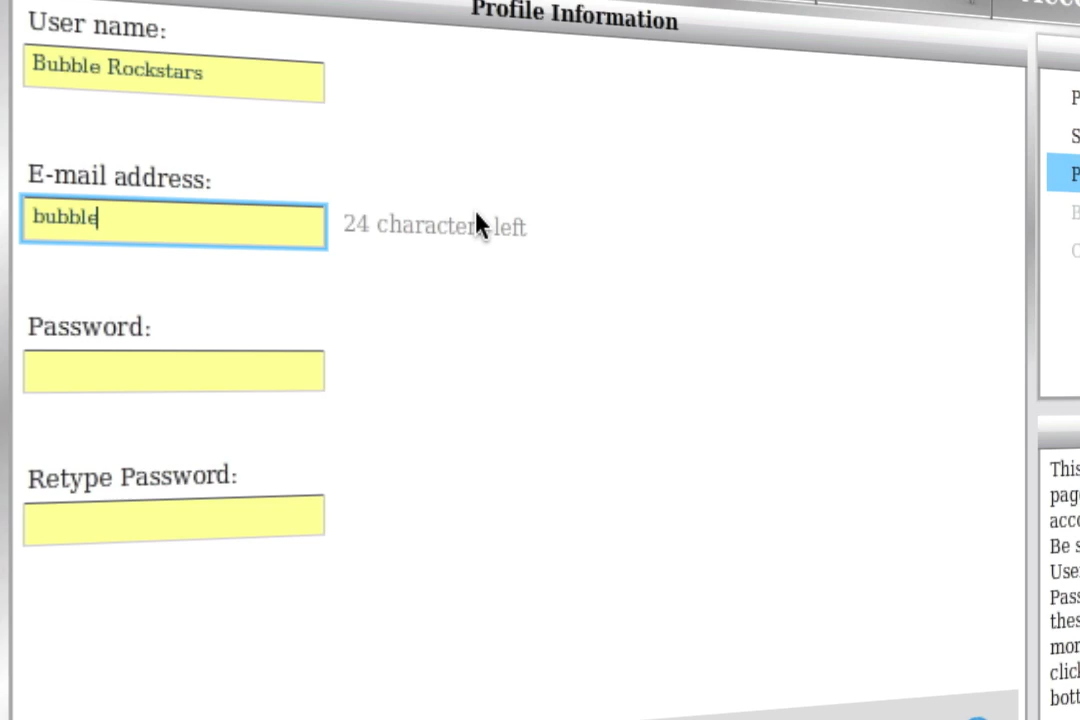 Profile Information
User name:
Bubble Rockstars
E-mail address:
bubble
24 characters left
Password:
Retype Password:
This
Be